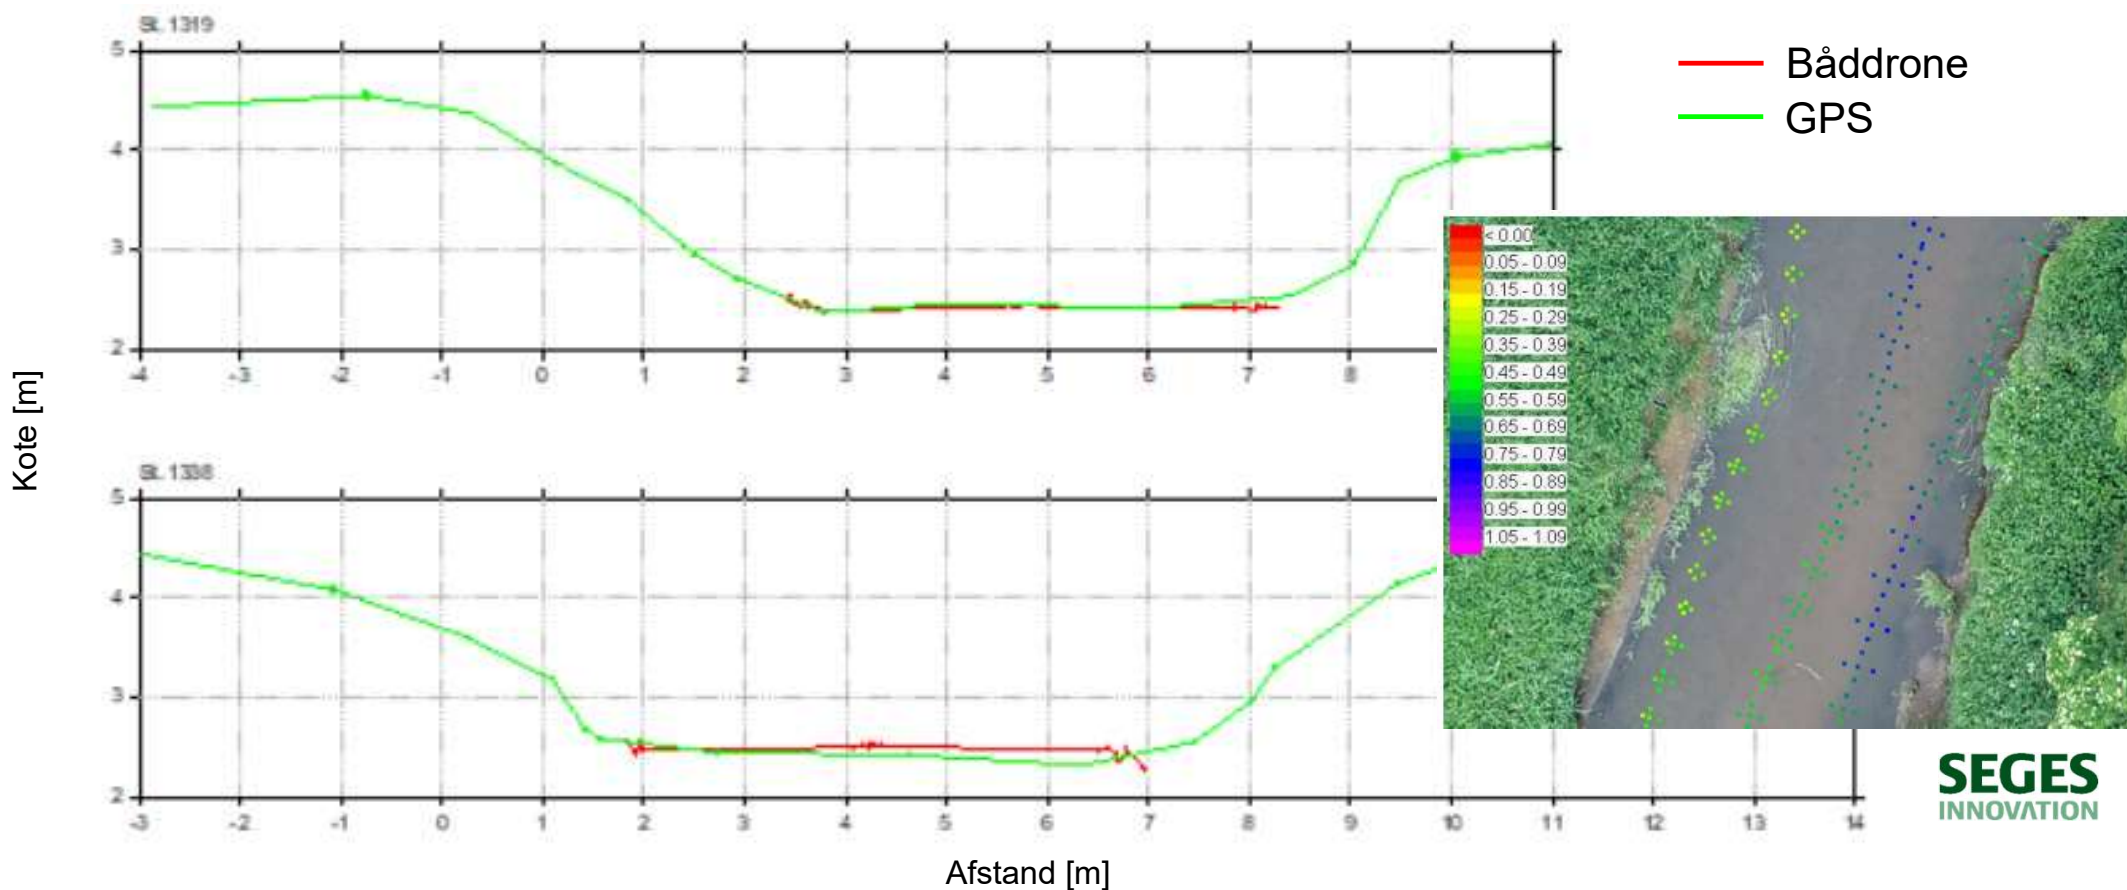 St. 1319
Båddrone
GPS
5
4
3
2
-4 -3 -2 -1 0 1 2 3 4 5 6 7 8
< 0.00
0.05 - 0.09
0.15 - 0.19
0.25 - 0.29
0.35 - 0.39
0.45 - 0.49
0.55 - 0.59
0.65 - 0.69
0.75 - 0.79
0.85 - 0.89
0.95 - 0.99
1.05 - 1.09
Kote [m]
St. 1338
5
4
3
2
-3 -2 -1 0 1 2 3 4 5 6 7 8 9 10 11 12 13 14
Afstand [m]
SEGES
INNOVATION